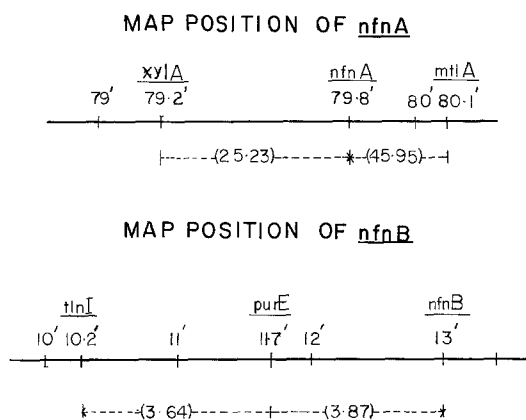 MAP POSITION OF nfnA
xylA nfnA mtlA
79' 79·2' 79·8' 80' 80·1'
(25·23) (45·95)
MAP POSITION OF nfnB
tlnI purE nfnB
10' 10·2' 11' 11·7' 12' 13'
(3·64) (3·87)